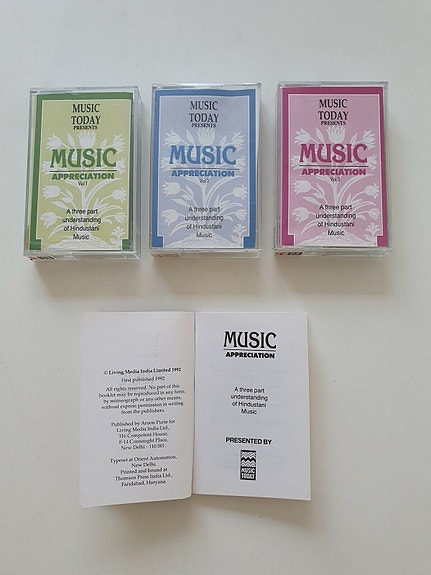 MUSIC
TODAY
PRESENTS
MUSIC
APPRECIATION
Vol 1
A three part
understanding
of Hindustani
Music
MUSIC
TODAY
PRESENTS
MUSIC
APPRECIATION
Vol 2
A three part
understanding
of Hindustani
Music
MUSIC
TODAY
PRESENTS
MUSIC
APPRECIATION
Vol 3
A three part
understanding
of Hindustani
Music
© Living Media India Limited 1992
First published 1992
All rights reserved. No part of this
booklet may be reproduced in any form,
by mimeograph or any other means,
without express permission in writing
from the publishers.
Published by Aroon Purie for
Living Media India Ltd.,
316 Competent House,
F-14 Connaught Place,
New Delhi - 110 001.
Typeset at Orient Automation,
New Delhi.
Printed and bound at
Thomson Press India Ltd.,
Faridabad, Haryana.
MUSIC
APPRECIATION
A three part
understanding
of Hindustani
Music
PRESENTED BY
MUSIC
TODAY